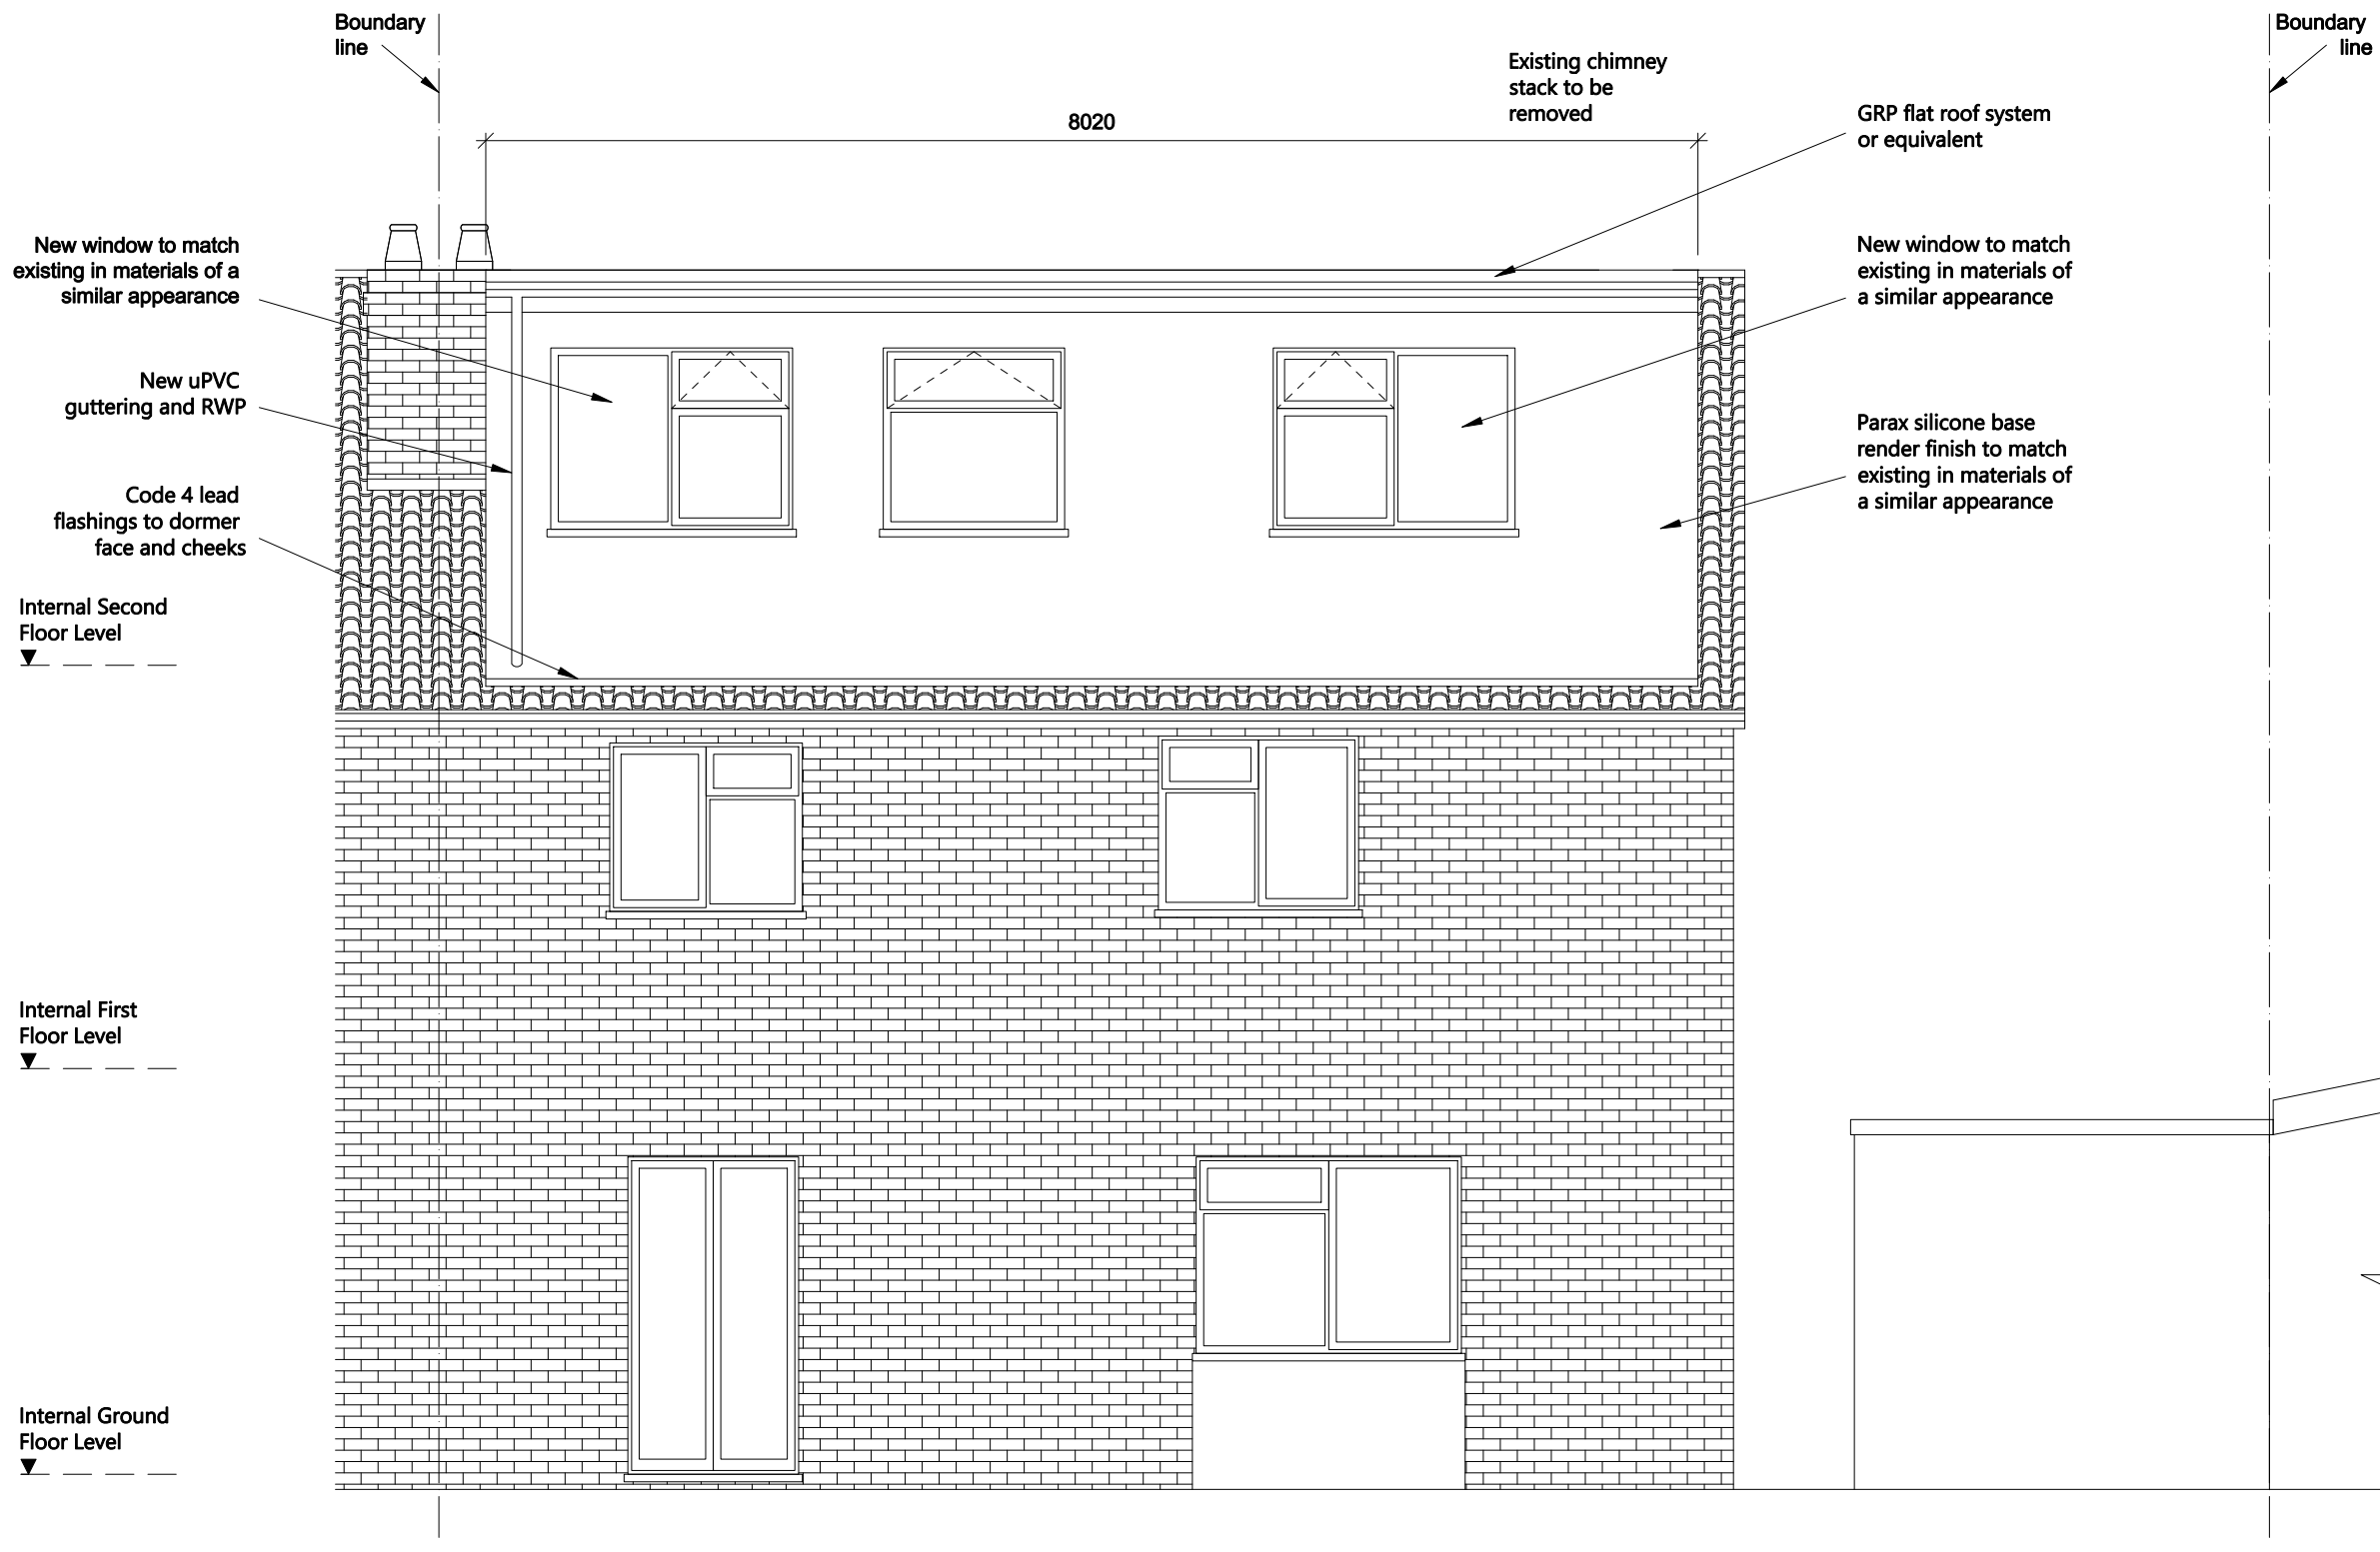 Boundary
line
Boundary
line
Existing chimney
stack to be
removed
8020
GRP flat roof system
or equivalent
New window to match
existing in materials of a
similar appearance
New window to match
existing in materials of
a similar appearance
New uPVC
guttering and RWP
Parax silicone base
render finish to match
existing in materials of
a similar appearance
Code 4 lead
flashings to dormer
face and cheeks
Internal Second
Floor Level
Internal First
Floor Level
Internal Ground
Floor Level